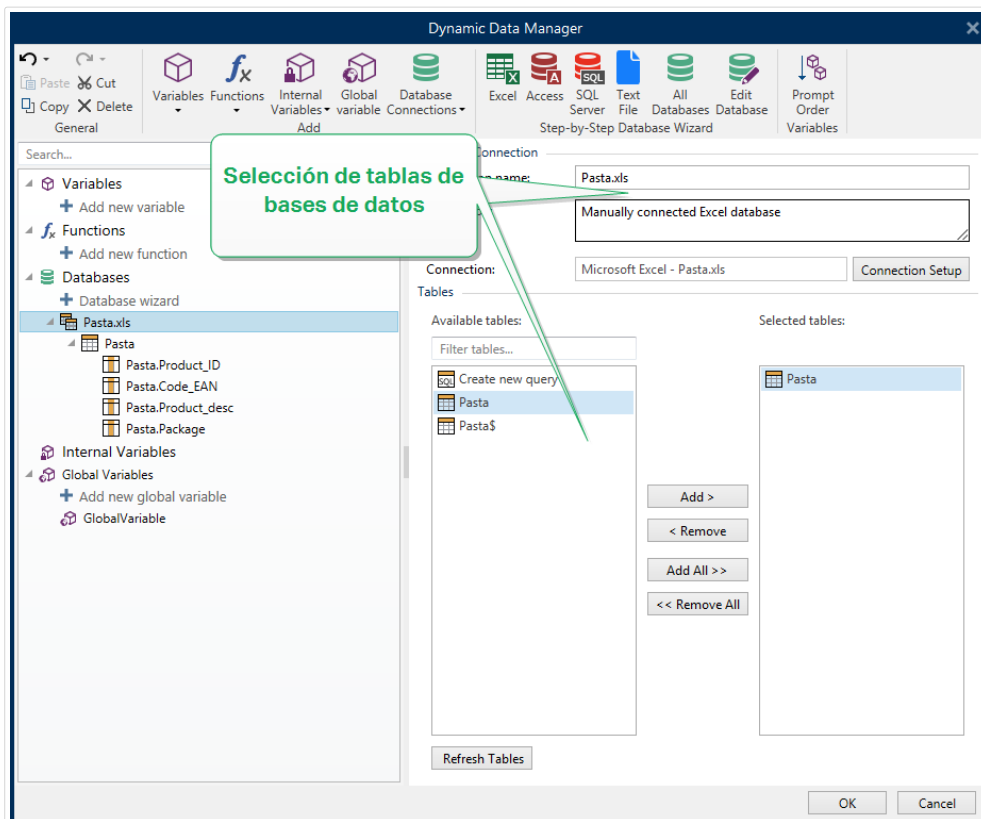 Dynamic Data Manager
Paste Cut
Copy Delete
General
Variables Functions Internal Variables Global variable Database Connections
Add
Excel Access SQL Server Text File All Databases Edit Database
Step-by-Step Database Wizard
Prompt Order
Variables
Search...
Variables
Add new variable
fx Functions
Add new function
Databases
Database wizard
Pasta.xls
Pasta
Pasta.Product_ID
Pasta.Code_EAN
Pasta.Product_desc
Pasta.Package
Internal Variables
Global Variables
Add new global variable
GlobalVariable
Selección de tablas de
bases de datos
Connection
name:
Pasta.xls
Manually connected Excel database
Connection:
Microsoft Excel - Pasta.xls
Connection Setup
Tables
Available tables:
Filter tables...
SQL Create new query
Pasta
Pasta$
Add >
< Remove
Add All >>
<< Remove All
Selected tables:
Pasta
Refresh Tables
OK
Cancel